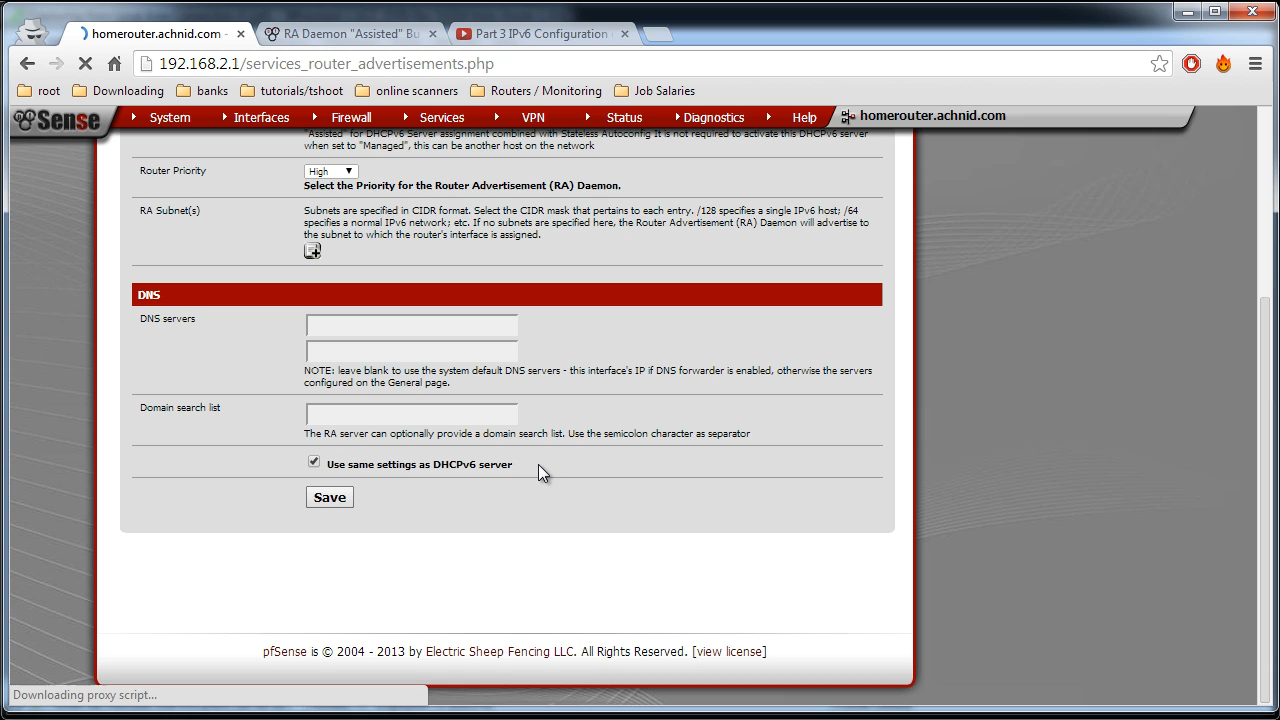 homerouter.achnid.com -
RA Daemon "Assisted" Bu
Part 3 IPv6 Configuration
192.168.2.1/services_router_advertisements.php
root
Downloading
banks
tutorials/tshoot
online scanners
Routers / Monitoring
Job Salaries
Sense
System
Interfaces
Firewall
Services
VPN
Status
Diagnostics
Help
homerouter.achnid.com
"Assisted" for DHCPv6 Server assignment combined with Stateless Autoconfig It is not required to activate this DHCPv6 server
when set to "Managed", this can be another host on the network
Router Priority
High
Select the Priority for the Router Advertisement (RA) Daemon.
RA Subnet(s)
Subnets are specified in CIDR format. Select the CIDR mask that pertains to each entry. /128 specifies a single IPv6 host; /64
specifies a normal IPv6 network; etc. If no subnets are specified here, the Router Advertisement (RA) Daemon will advertise to
the subnet to which the router's interface is assigned.
DNS
DNS servers
NOTE: leave blank to use the system default DNS servers - this interface's IP if DNS forwarder is enabled, otherwise the servers
configured on the General page.
Domain search list
The RA server can optionally provide a domain search list. Use the semicolon character as separator
Use same settings as DHCPv6 server
Save
pfSense is © 2004 - 2013 by Electric Sheep Fencing LLC. All Rights Reserved. [view license]
Downloading proxy script...